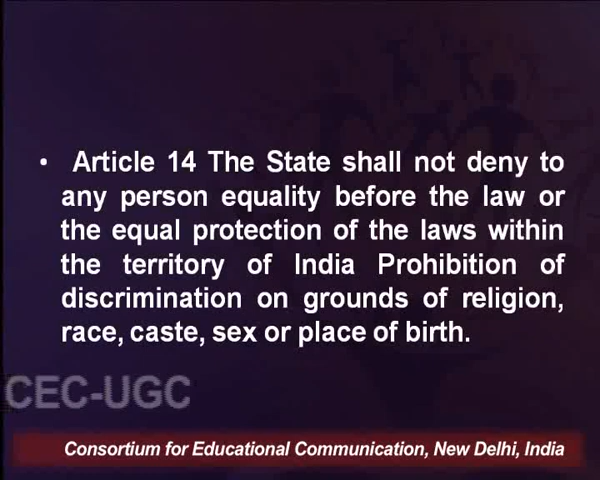 • Article 14 The State shall not deny to
any person equality before the law or
the equal protection of the laws within
the territory of India Prohibition of
discrimination on grounds of religion,
race, caste, sex or place of birth.
CEC-UGC
Consortium for Educational Communication, New Delhi, India